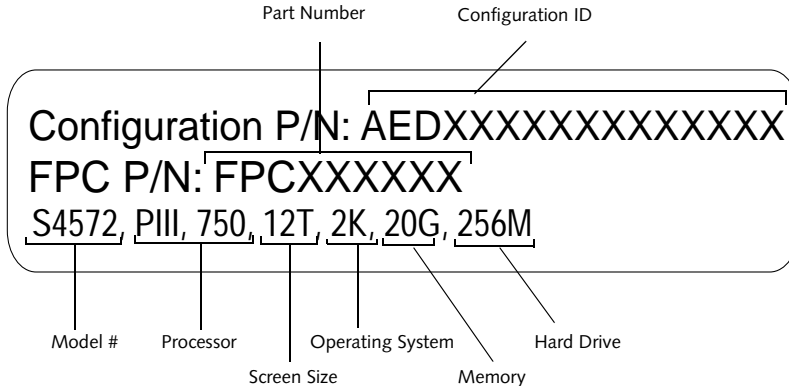 Part Number Configuration ID
Configuration P/N: AEDXXXXXXXXXXXXX
FPC P/N: FPCXXXXXX
S4572, PIII, 750, 12T, 2K, 20G, 256M
Model # Processor Operating System Hard Drive
Screen Size Memory